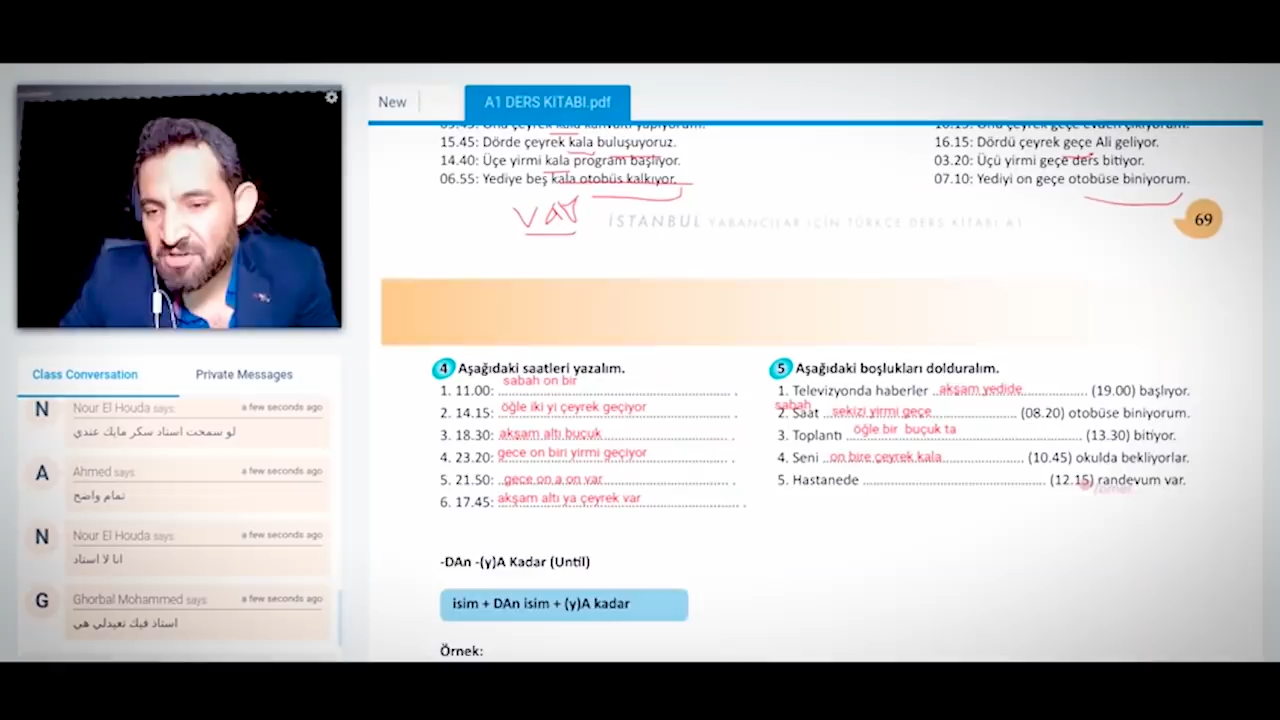 New
A1 DERS KİTABI.pdf
15.45: Dörde çeyrek kala buluşuyoruz.
14.40: Üçe yirmi kala program başlıyor.
06.55: Yediye beş kala otobüs kalkıyor.
var
16.15: Dördü çeyrek geçe Ali geliyor.
03.20: Üçü yirmi geçe ders bitiyor.
07.10: Yediyi on geçe otobüse biniyorum.
İSTANBUL YABANCILAR İÇİN TÜRKÇE DERS KİTABI A1
69
Class Conversation
Private Messages
N
Nour El Houda says:
a few seconds ago
لو سمحت استاد سكر مايك عندي
A
Ahmed says:
a few seconds ago
تمام واضح
N
Nour El Houda says:
a few seconds ago
انا لا استاد
G
Ghorbal Mohammed says:
a few seconds ago
استاد فيك تعيدلي هي
4 Aşağıdaki saatleri yazalım.
1. 11.00: sabah on bir
2. 14.15: öğle iki yi çeyrek geçiyor
3. 18.30: akşam altı buçuk
4. 23.20: gece on biri yirmi geçiyor
5. 21.50: gece on a on var
6. 17.45: akşam altı ya çeyrek var
5 Aşağıdaki boşlukları dolduralım.
1. Televizyonda haberler akşam yedide (19.00) başlıyor.
sabah
2. Saat sekizi yirmi geçe (08.20) otobüse biniyorum.
3. Toplantı öğle bir buçuk ta (13.30) bitiyor.
4. Seni on bire çeyrek kala (10.45) okulda bekliyorlar.
5. Hastanede (12.15) randevum var.
-DAn -(y)A Kadar (Until)
isim + DAn isim + (y)A kadar
Örnek: